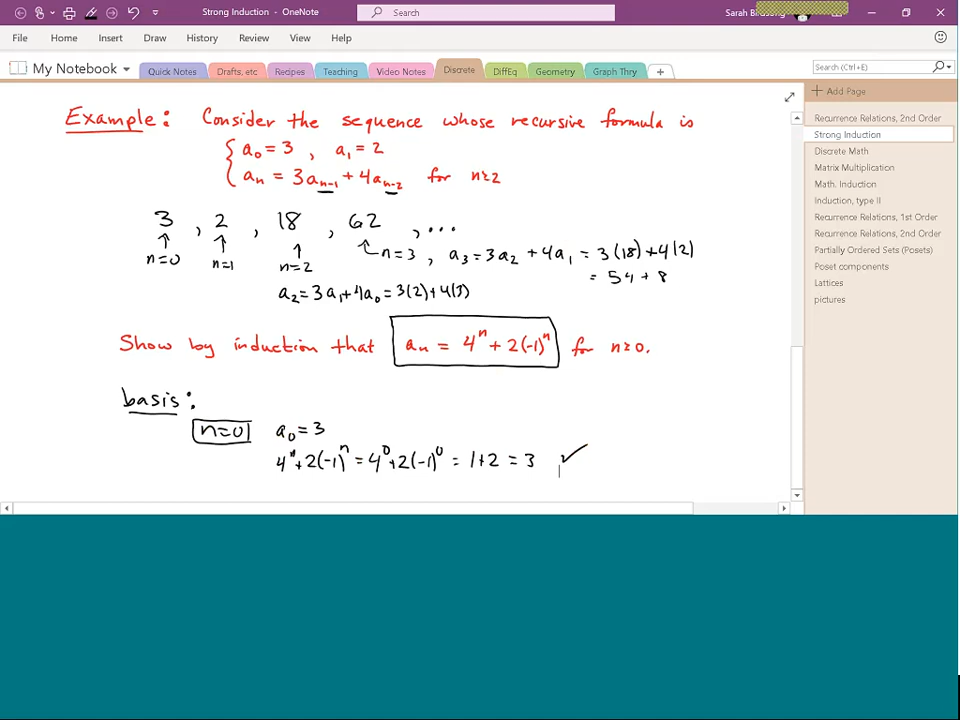 Strong Induction - OneNote
Search
Sarah
File Home Insert Draw History Review View Help
My Notebook Quick Notes Drafts, etc Recipes Teaching Video Notes Discrete DiffEq Geometry Graph Thry + Search (Ctrl+E)
+ Add Page
Recurrence Relations, 2nd Order
Strong Induction
Discrete Math
Matrix Multiplication
Math. Induction
Induction, type II
Recurrence Relations, 1st Order
Recurrence Relations, 2nd Order
Partially Ordered Sets (Posets)
Poset components
Lattices
pictures
Example: Consider the sequence whose recursive formula is
{ a₀ = 3 , a₁ = 2
aₙ = 3aₙ₋₁ + 4aₙ₋₂ for n≥2
3 , 2 , 18 , 62 , ...
n=0 n=1 n=2 n=3 , a₃ = 3a₂ + 4a₁ = 3(18)+4(2)
= 54 + 8
a₂ = 3a₁+4a₀ = 3(2)+4(3)
Show by induction that aₙ = 4ⁿ + 2(-1)ⁿ for n≥0.
basis:
n=0 a₀ = 3
4ⁿ+2(-1)ⁿ = 4⁰+2(-1)⁰ = 1+2 = 3 ✓